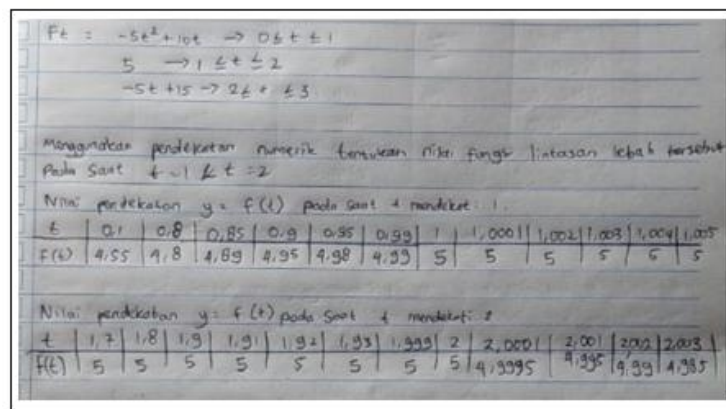 Ft = -5t² + 10t → 0 ≤ t ≤ 1
5 → 1 ≤ t ≤ 2
-5t + 15 → 2 ≤ t ≤ 3
Menggunakan pendekatan numerik tentukan nilai fungsi lintasan lebah tersebut
Pada saat t = 1 & t = 2
Nilai pendekatan y = f(t) pada saat t mendekati 1.
t | 0,1 | 0,8 | 0,85 | 0,9 | 0,95 | 0,99 | 1 | 1,0001 | 1,002 | 1,003 | 1,004 | 1,005
f(t) | 4,55 | 4,8 | 4,89 | 4,95 | 4,98 | 4,99 | 5 | 5 | 5 | 5 | 5 | 5
Nilai pendekatan y = f(t) pada saat t mendekati 2
t | 1,7 | 1,8 | 1,9 | 1,91 | 1,92 | 1,93 | 1,999 | 2 | 2,0001 | 2,001 | 2,002 | 2,003
f(t) | 5 | 5 | 5 | 5 | 5 | 5 | 5 | 5 | 4,9995 | 4,995 | 4,99 | 4,985